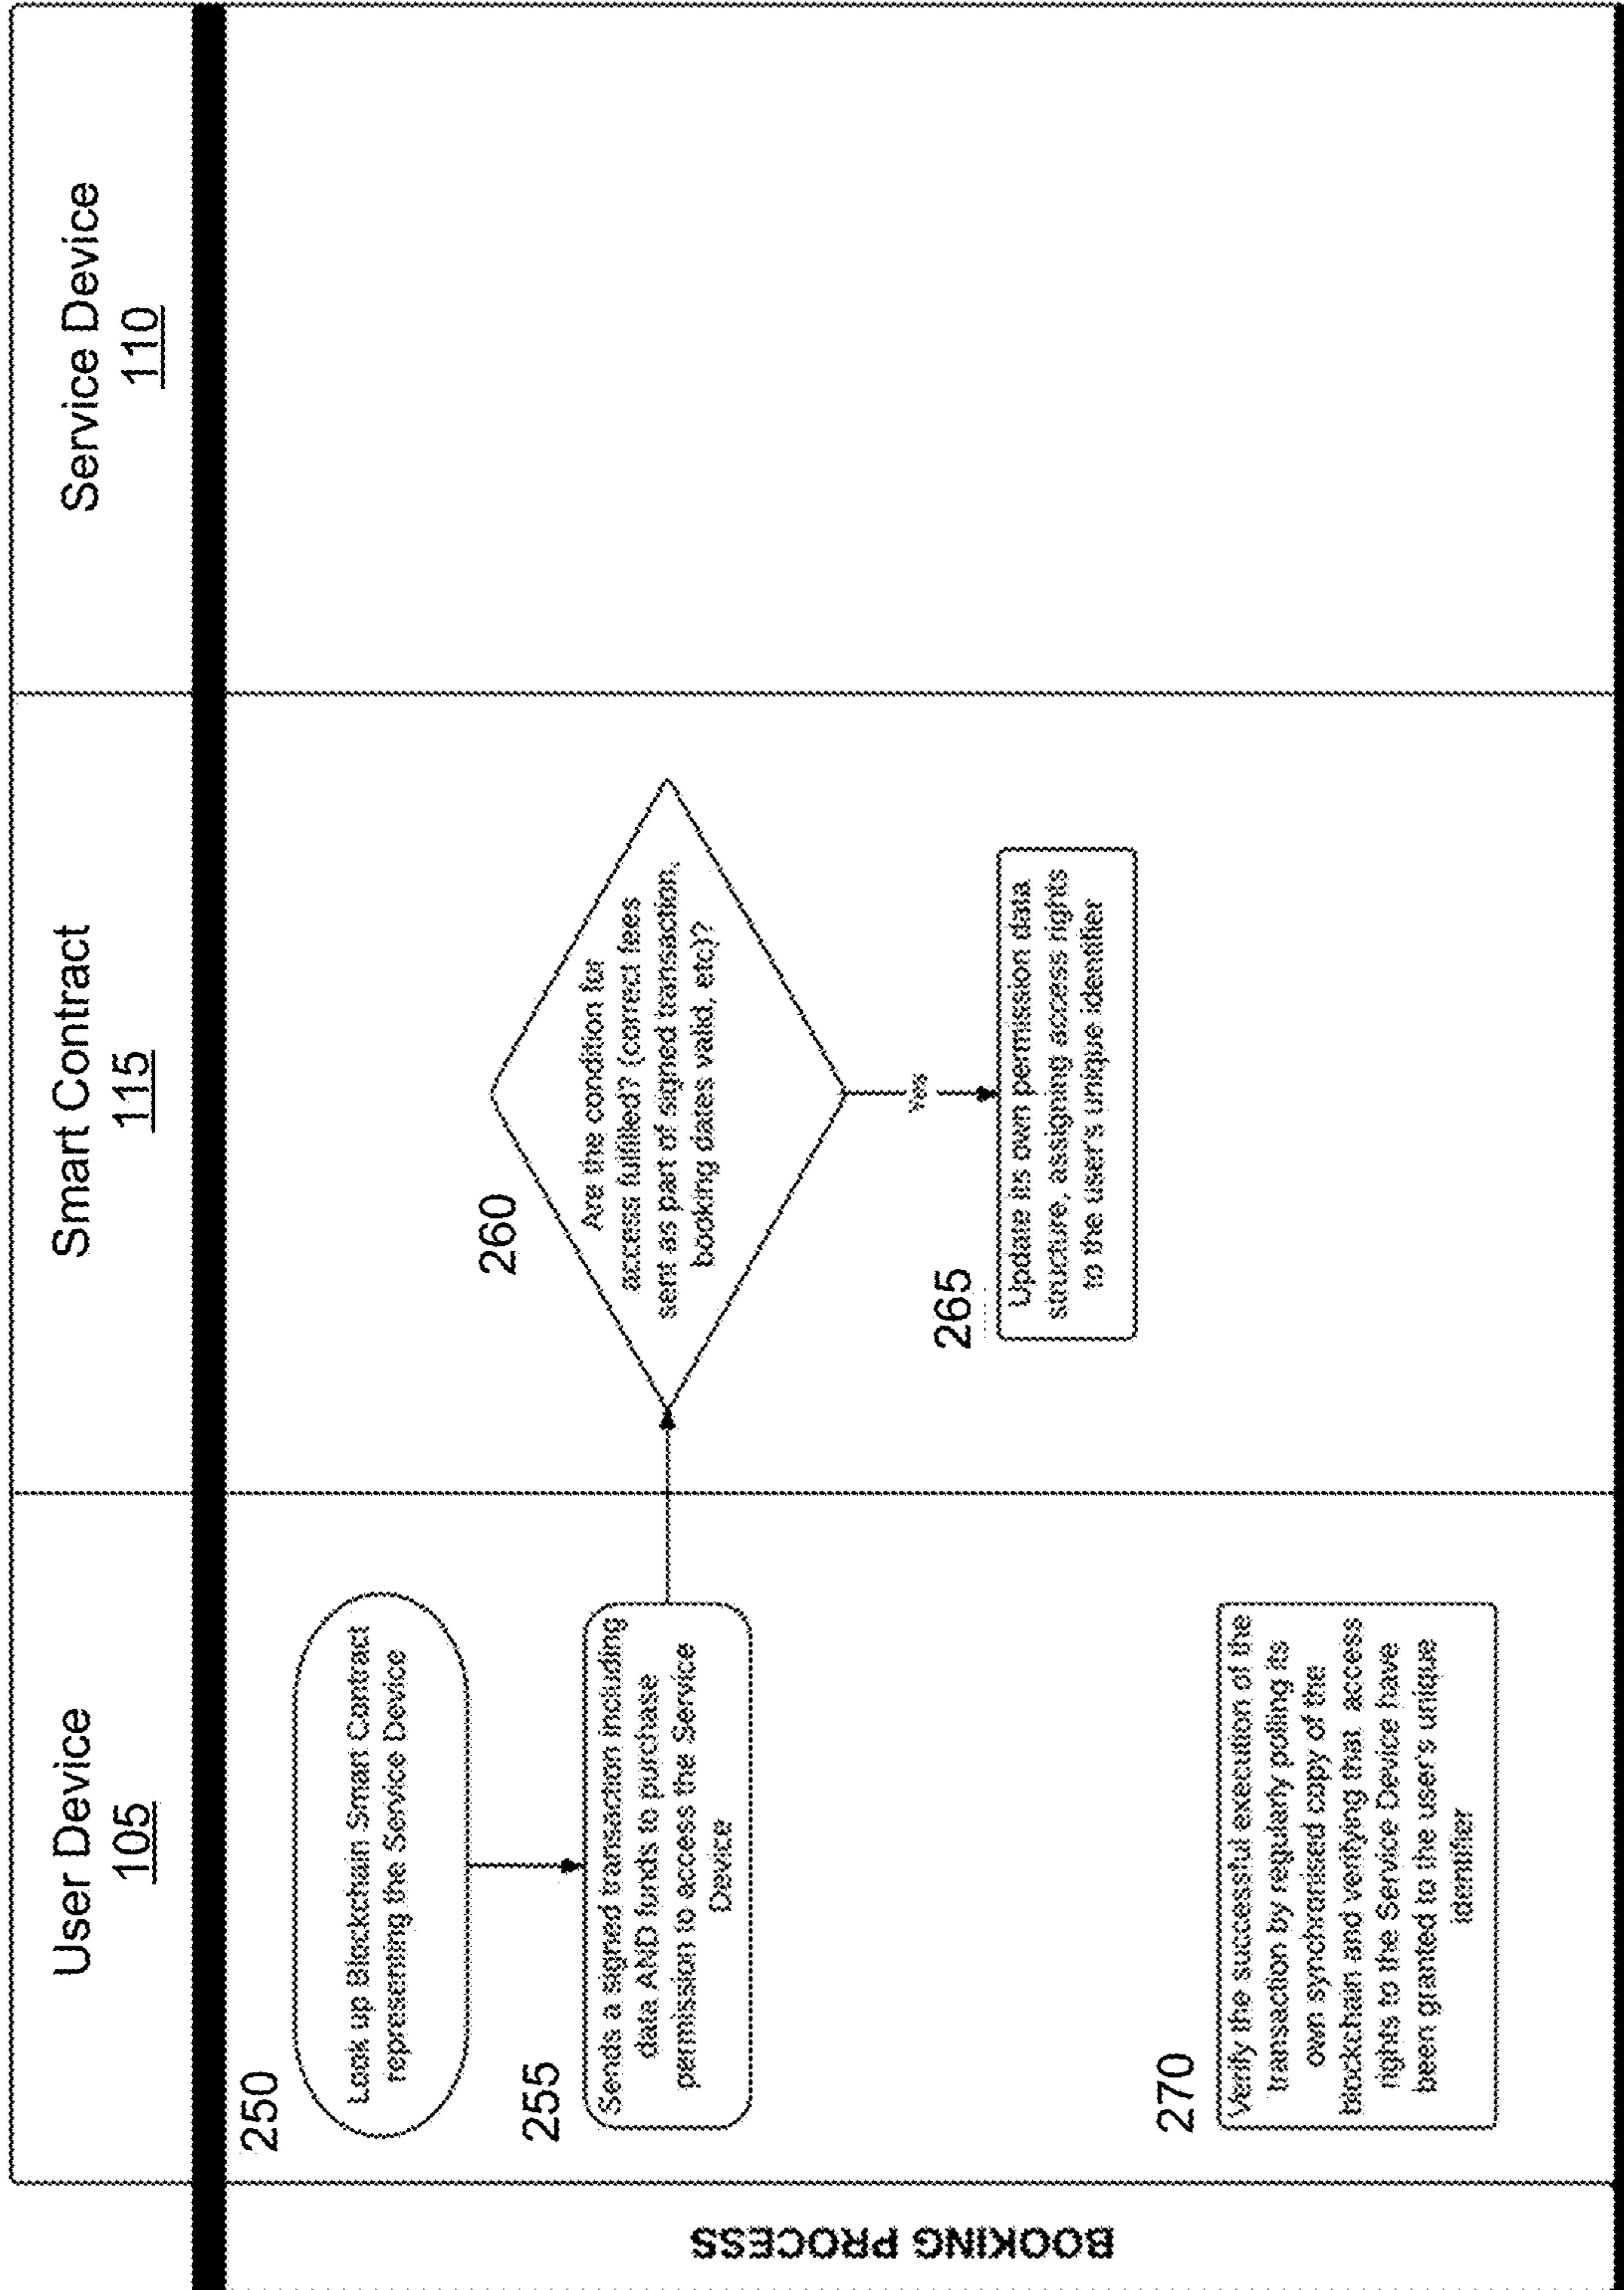 User Device
105
Smart Contract
115
Service Device
110
BOOKING PROCESS
250
Look up Blockchain Smart Contract
representing the Service Device
255
Sends a signed transaction including
data AND funds to purchase
permission to access the Service
Device
260
Are the condition for
access fulfilled? (correct fees
sent as part of signed transaction,
booking dates valid, etc)?
Yes
265
Update its own permission data
structure, assigning access rights
to the user's unique identifier
270
Verify the successful execution of the
transaction by regularly polling its
own synchronised copy of the
blockchain and verifying that access
rights to the Service Device have
been granted to the user's unique
identifier